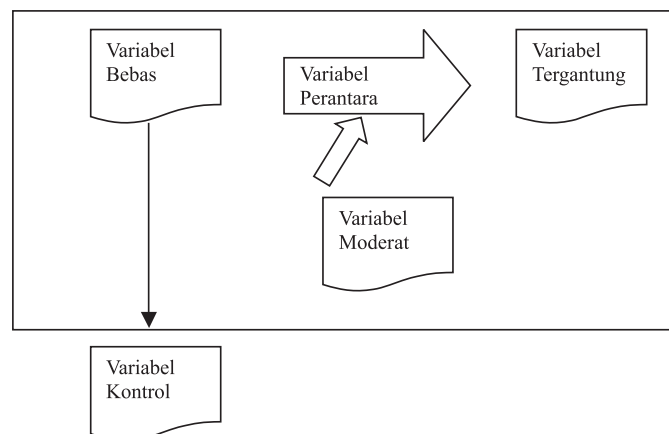 Variabel
Bebas
Variabel
Perantara
Variabel
Tergantung
Variabel
Moderat
Variabel
Kontrol